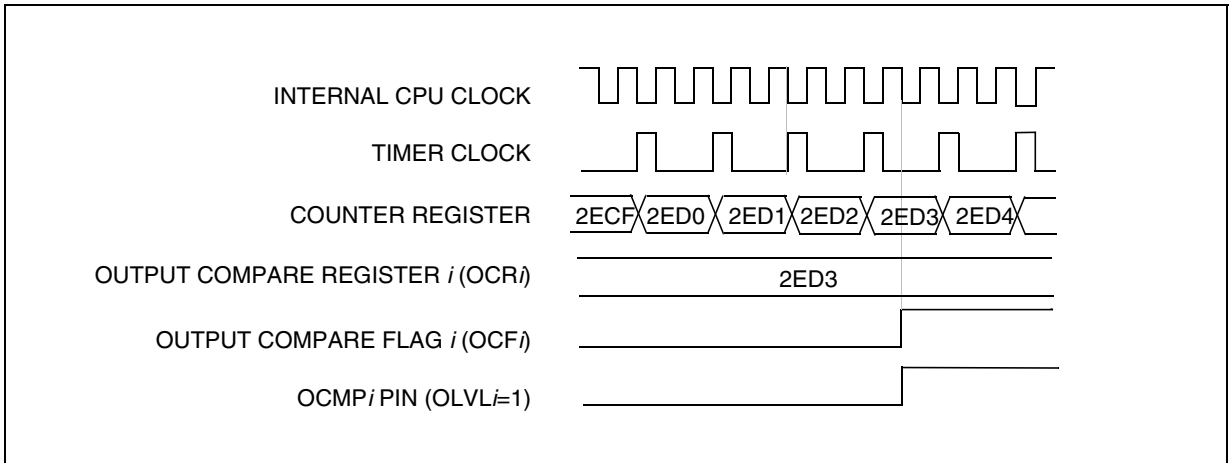 INTERNAL CPU CLOCK
TIMER CLOCK
COUNTER REGISTER 2ECF 2ED0 2ED1 2ED2 2ED3 2ED4
OUTPUT COMPARE REGISTER i (OCRi) 2ED3
OUTPUT COMPARE FLAG i (OCFi)
OCMPi PIN (OLVLi=1)